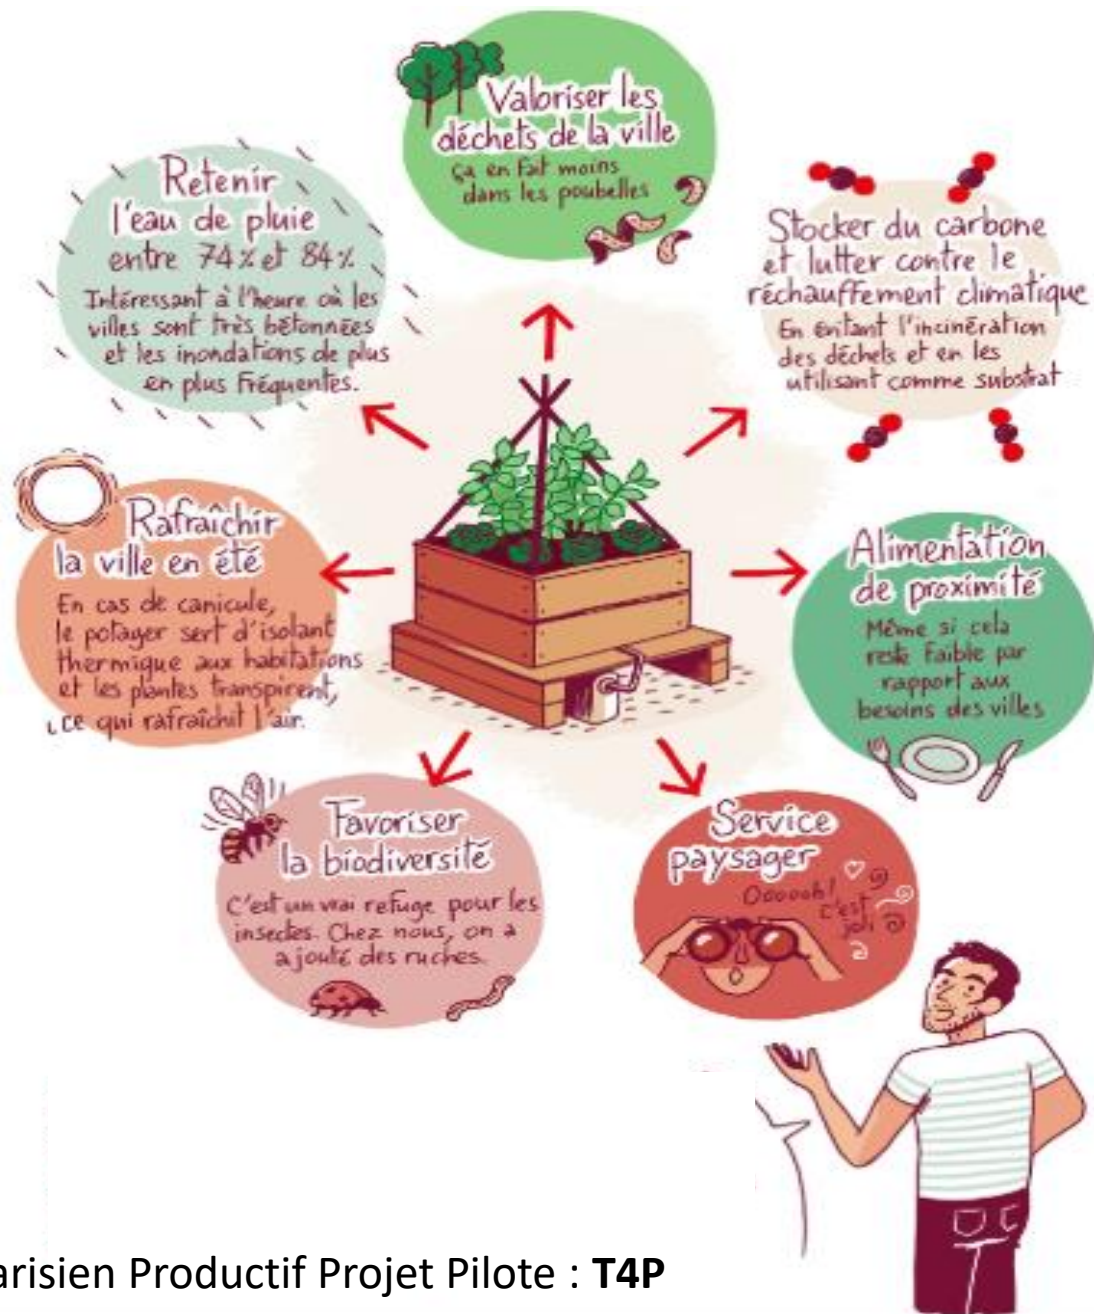 Valoriser les
déchets de la ville
ça en fait moins
dans les poubelles
Retenir
l'eau de pluie
entre 74% et 84%
Intéressant à l'heure où les
villes sont très bétonnées
et les inondations de plus
en plus fréquentes.
Stocker du carbone
et lutter contre le
réchauffement climatique
En évitant l'incinération
des déchets et en les
utilisant comme substrat
Rafraîchir
la ville en été
En cas de canicule,
le potager sert d'isolant
thermique aux habitations
et les plantes transpirent,
ce qui rafraîchit l'air.
Alimentation
de proximité
Même si cela
reste faible par
rapport aux
besoins des villes
Favoriser
la biodiversité
C'est un vrai refuge pour les
insectes. Chez nous, on a
ajouté des ruches.
Service
paysager
Oooooh!
C'est
joli
arisien Productif Projet Pilote : T4P